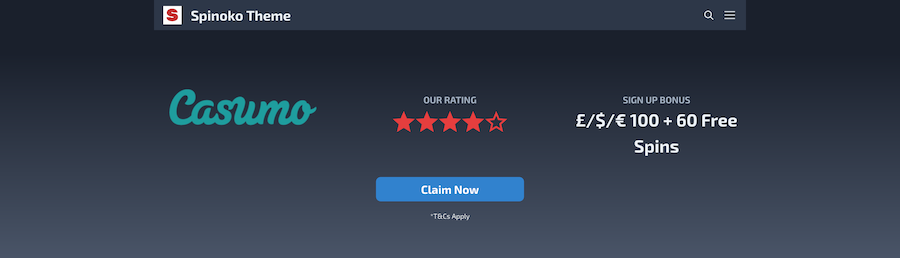 S Spinoko Theme
Casumo
OUR RATING
SIGN UP BONUS
£/$/€ 100 + 60 Free
Spins
Claim Now
*T&Cs Apply